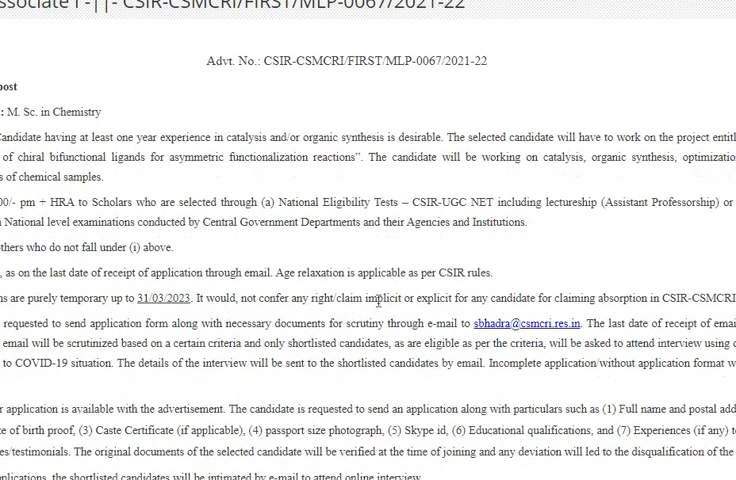 ssociate I -||- CSIR-CSMCRI/FIRST/MLP-0067/2021-22
Advt. No.: CSIR-CSMCRI/FIRST/MLP-0067/2021-22
post
: M. Sc. in Chemistry
Candidate having at least one year experience in catalysis and/or organic synthesis is desirable. The selected candidate will have to work on the project entitl
of chiral bifunctional ligands for asymmetric functionalization reactions”. The candidate will be working on catalysis, organic synthesis, optimizatio
s of chemical samples.
00/- pm + HRA to Scholars who are selected through (a) National Eligibility Tests – CSIR-UGC NET including lectureship (Assistant Professorship) or
National level examinations conducted by Central Government Departments and their Agencies and Institutions.
others who do not fall under (i) above.
, as on the last date of receipt of application through email. Age relaxation is applicable as per CSIR rules.
ns are purely temporary up to 31/03/2023. It would, not confer any right/claim implicit or explicit for any candidate for claiming absorption in CSIR-CSMCRI
requested to send application form along with necessary documents for scrutiny through e-mail to sbhadra@csmcri.res.in. The last date of receipt of emai
email will be scrutinized based on a certain criteria and only shortlisted candidates, as are eligible as per the criteria, will be asked to attend interview using
to COVID-19 situation. The details of the interview will be sent to the shortlisted candidates by email. Incomplete application/without application format w
r application is available with the advertisement. The candidate is requested to send an application along with particulars such as (1) Full name and postal add
te of birth proof, (3) Caste Certificate (if applicable), (4) passport size photograph, (5) Skype id, (6) Educational qualifications, and (7) Experiences (if any) t
es/testimonials. The original documents of the selected candidate will be verified at the time of joining and any deviation will led to the disqualification of the
pplications, the shortlisted candidates will be intimated by e-mail to attend online interview.